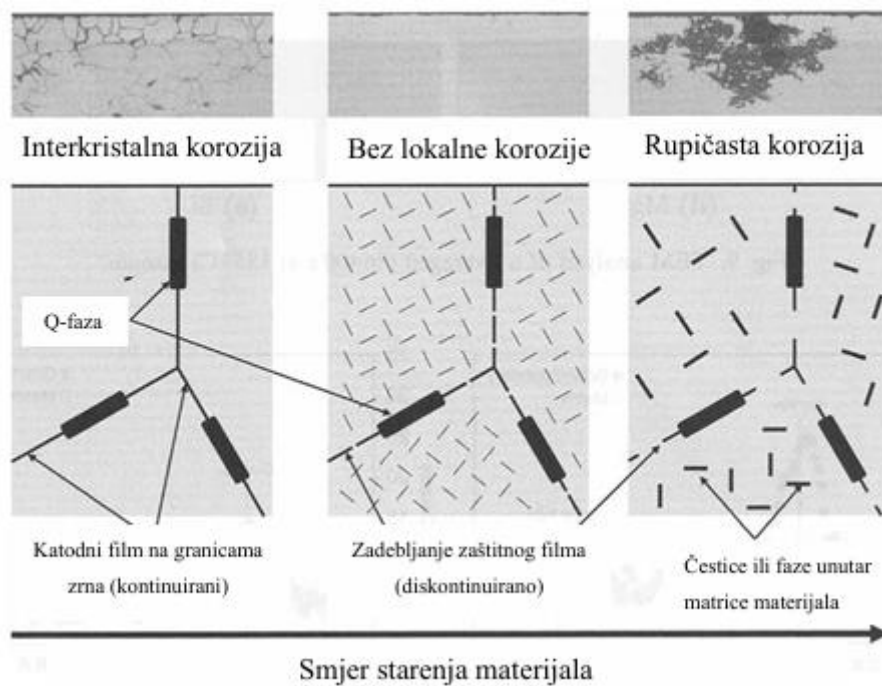 Interkristalna korozija
Bez lokalne korozije
Rupičasta korozija
Q-faza
Katodni film na granicama
zrna (kontinuirani)
Zadebljanje zaštitnog filma
(diskontinuirano)
Čestice ili faze unutar
matrice materijala
Smjer starenja materijala